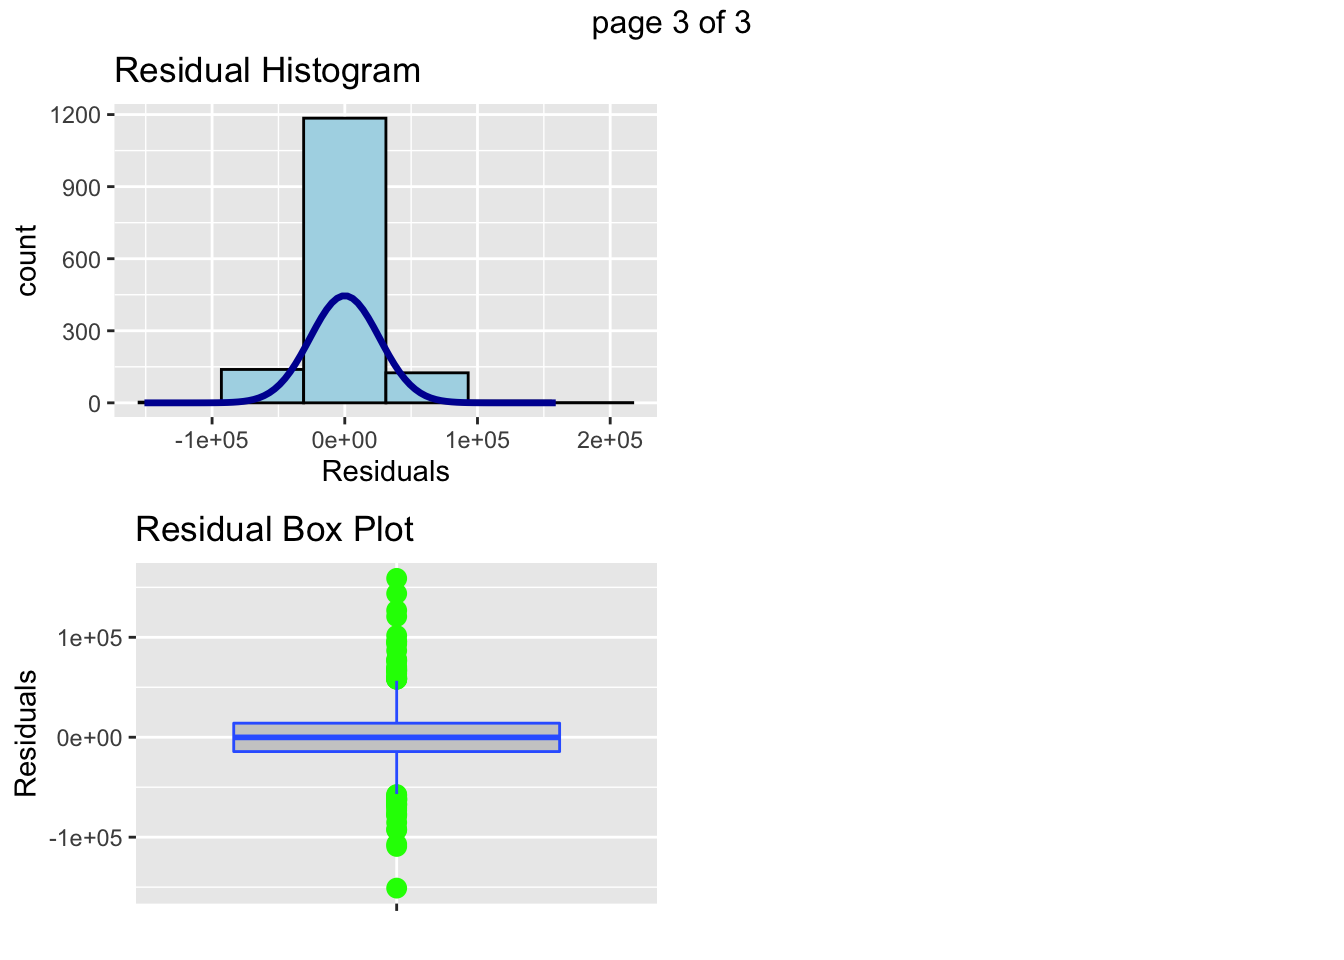 page 3 of 3
Residual Histogram
1200
900
600
300
0
count
-1e+05 0e+00 1e+05 2e+05
Residuals
Residual Box Plot
1e+05
0e+00
-1e+05
Residuals